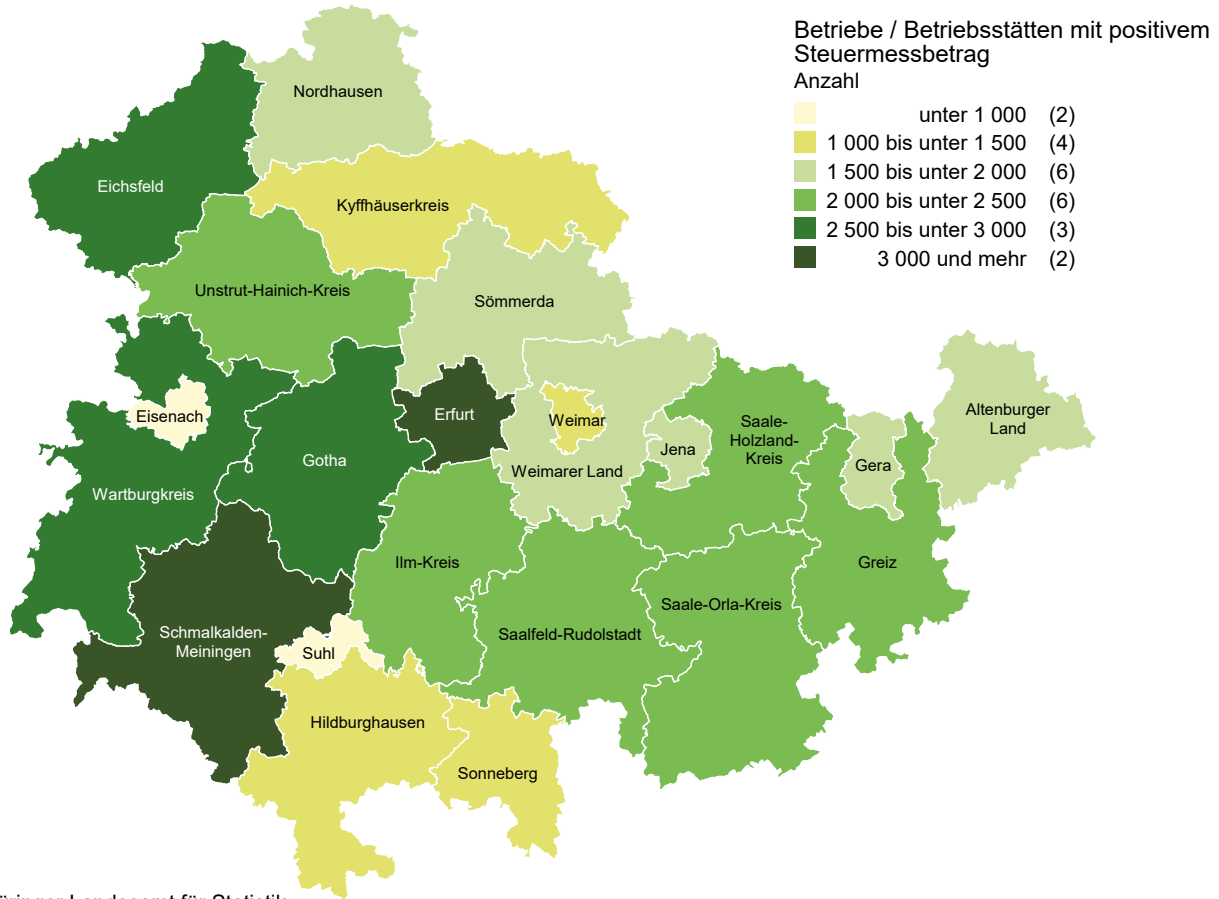 Betriebe / Betriebsstätten mit positivem
Steuermessbetrag
Anzahl
unter 1 000 (2)
1 000 bis unter 1 500 (4)
1 500 bis unter 2 000 (6)
2 000 bis unter 2 500 (6)
2 500 bis unter 3 000 (3)
3 000 und mehr (2)
Nordhausen
Eichsfeld
Kyffhäuserkreis
Unstrut-Hainich-Kreis
Sömmerda
Eisenach
Erfurt
Weimar
Saale-
Holzland-
Kreis
Altenburger
Land
Gotha
Jena
Gera
Weimarer Land
Wartburgkreis
Ilm-Kreis
Greiz
Saale-Orla-Kreis
Schmalkalden-
Meiningen
Saalfeld-Rudolstadt
Suhl
Hildburghausen
Sonneberg
Landesamt für Statistik